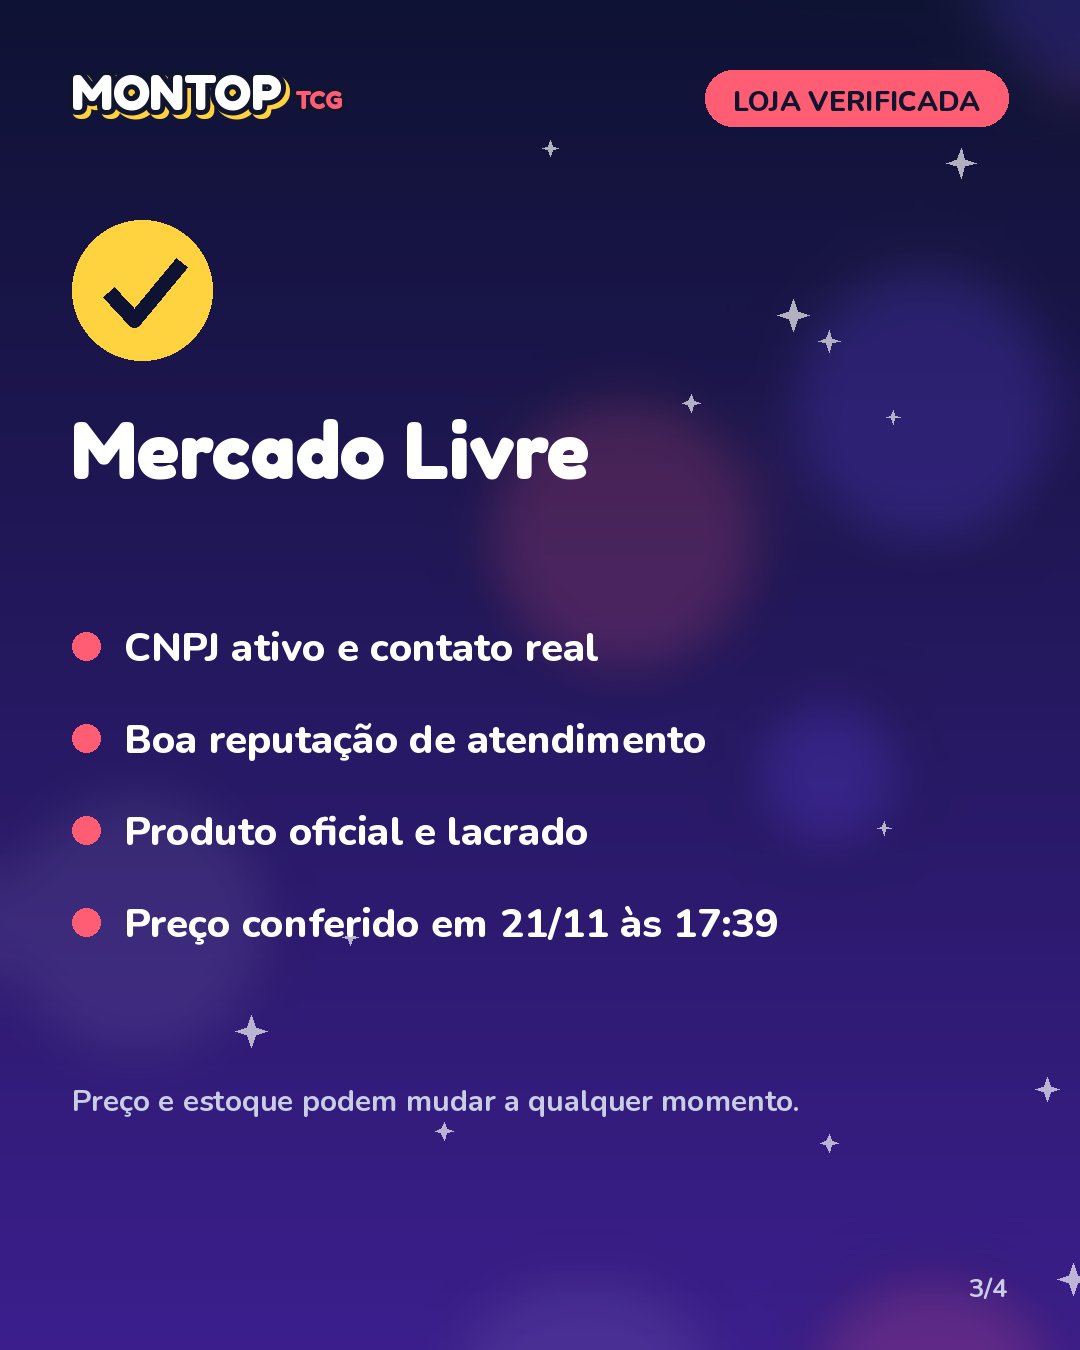 MONTOP TCG
LOJA VERIFICADA
Mercado Livre
CNPJ ativo e contato real
Boa reputação de atendimento
Produto oficial e lacrado
Preço conferido em 21/11 às 17:39
Preço e estoque podem mudar a qualquer momento.
3/4